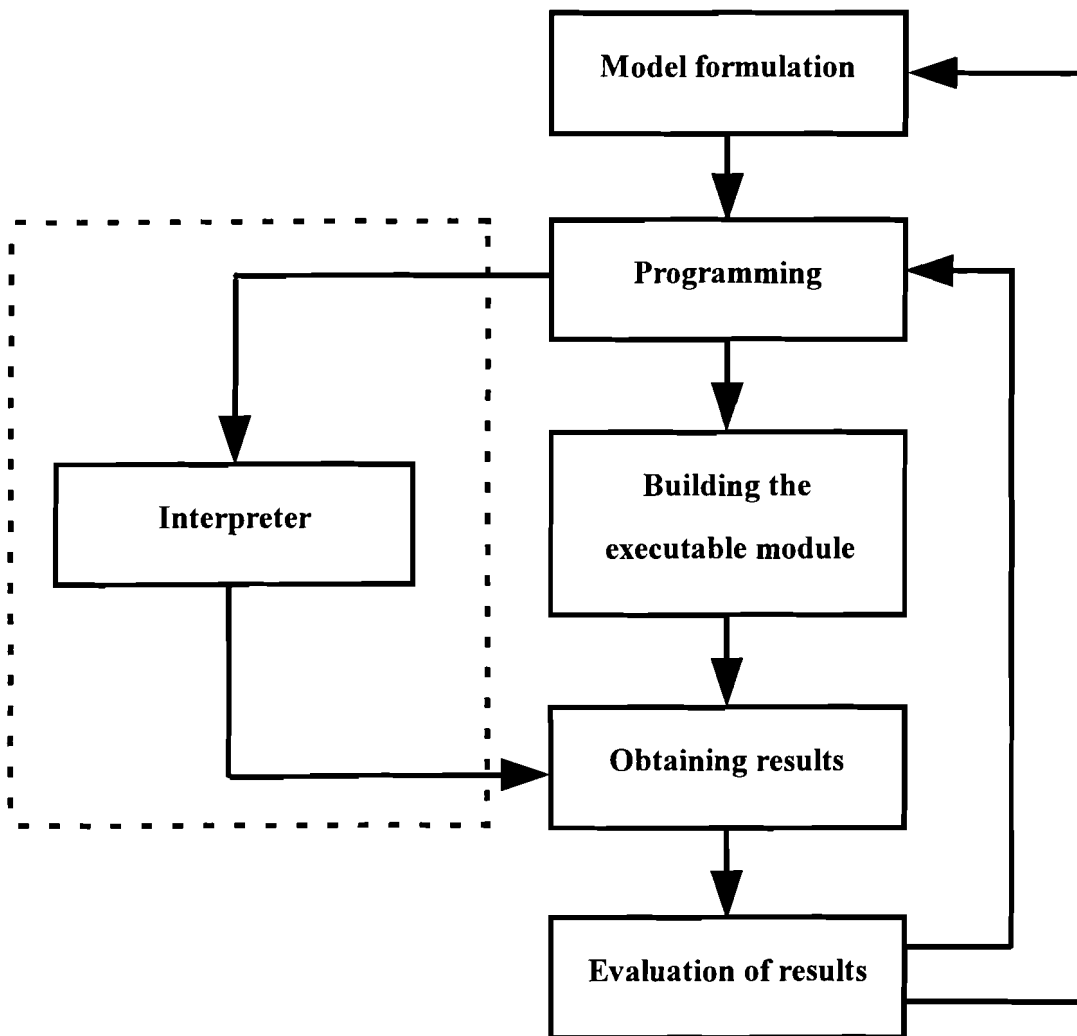 Model formulation
Programming
Interpreter
Building the
executable module
Obtaining results
Evaluation of results